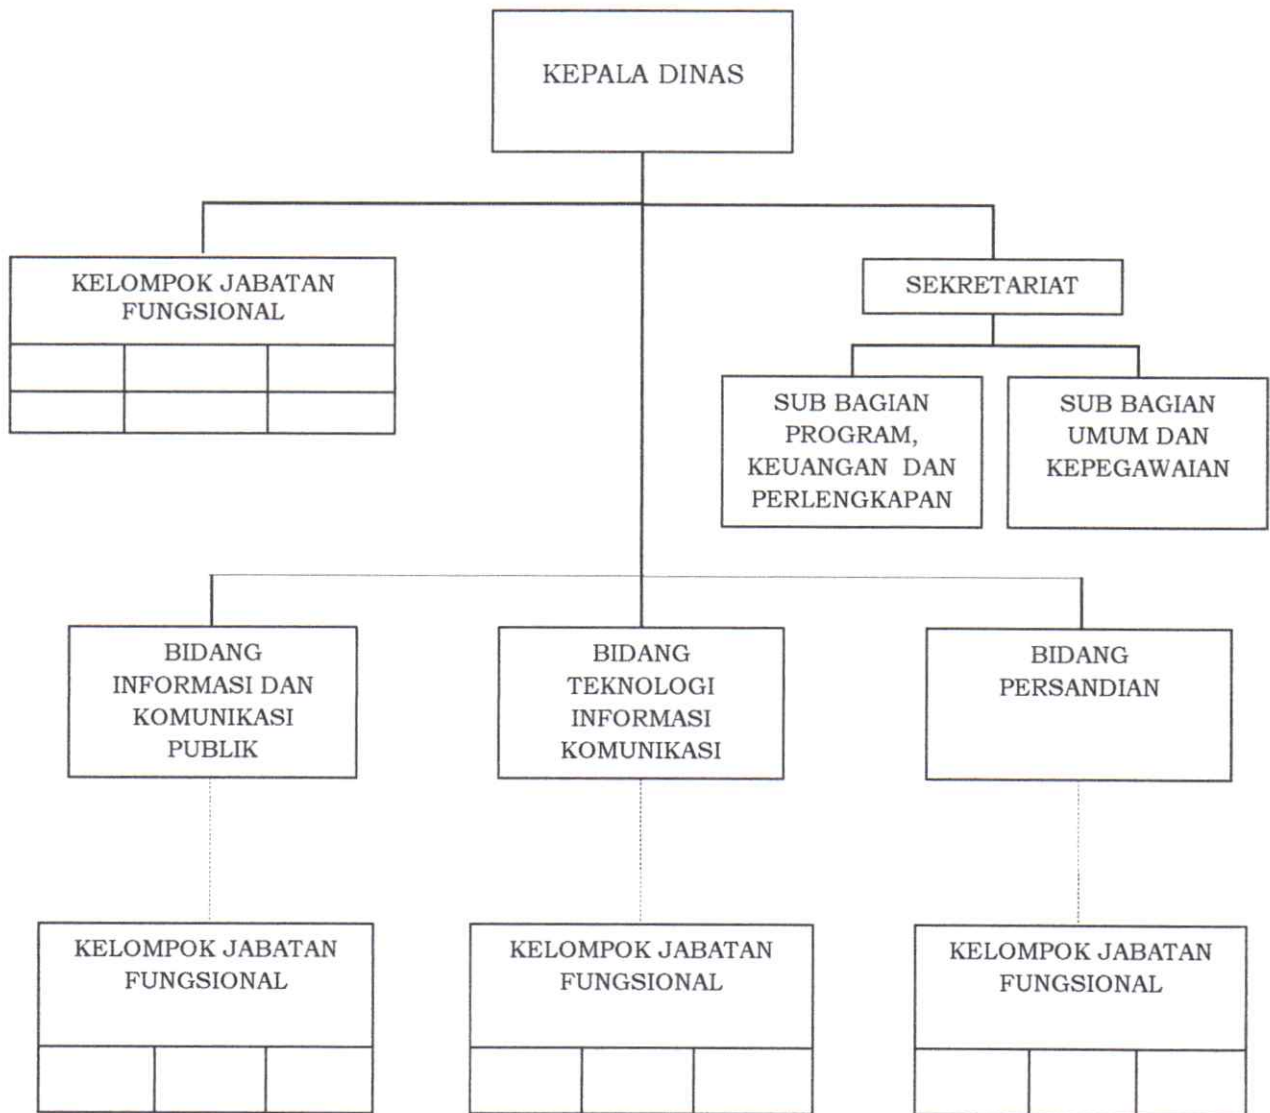 KEPALA DINAS
KELOMPOK JABATAN
FUNGSIONAL
SEKRETARIAT
SUB BAGIAN
PROGRAM,
KEUANGAN DAN
PERLENGKAPAN
SUB BAGIAN
UMUM DAN
KEPEGAWAIAN
BIDANG
INFORMASI DAN
KOMUNIKASI
PUBLIK
BIDANG
TEKNOLOGI
INFORMASI
KOMUNIKASI
BIDANG
PERSANDIAN
KELOMPOK JABATAN
FUNGSIONAL
KELOMPOK JABATAN
FUNGSIONAL
KELOMPOK JABATAN
FUNGSIONAL